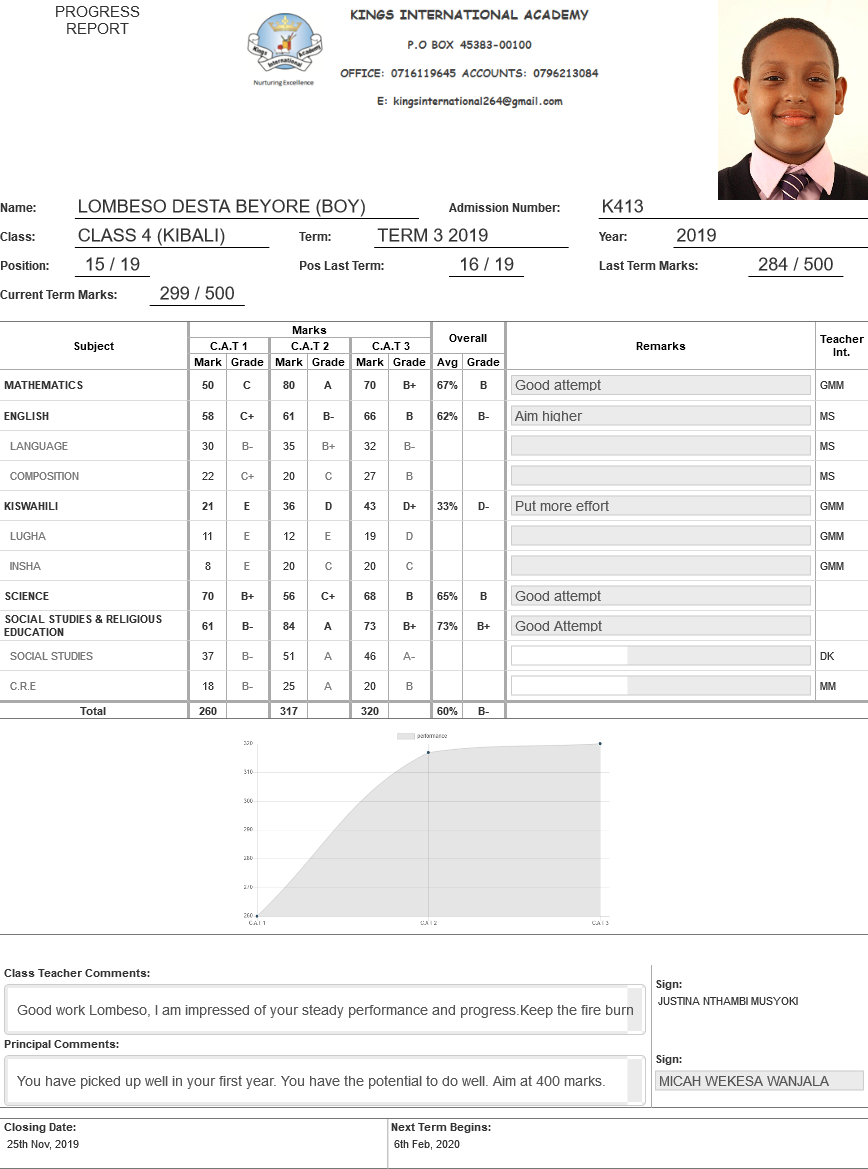 PROGRESS
REPORT
KINGS INTERNATIONAL ACADEMY
P.O BOX 45383-00100
OFFICE: 0716119645 ACCOUNTS: 0796213084
E: kingsinternational264@gmail.com
Kings International Academy
Nurturing Excellence
Name: LOMBESO DESTA BEYORE (BOY) Admission Number: K413
Class: CLASS 4 (KIBALI) Term: TERM 3 2019 Year: 2019
Position: 15 / 19 Pos Last Term: 16 / 19 Last Term Marks: 284 / 500
Current Term Marks: 299 / 500
Subject Marks Overall Remarks Teacher Int.
C.A.T 1 C.A.T 2 C.A.T 3
Mark Grade Mark Grade Mark Grade Avg Grade
MATHEMATICS 50 C 80 A 70 B+ 67% B Good attempt GMM
ENGLISH 58 C+ 61 B- 66 B 62% B- Aim higher MS
LANGUAGE 30 B- 35 B+ 32 B- MS
COMPOSITION 22 C+ 20 C 27 B MS
KISWAHILI 21 E 36 D 43 D+ 33% D- Put more effort GMM
LUGHA 11 E 12 E 19 D GMM
INSHA 8 E 20 C 20 C GMM
SCIENCE 70 B+ 56 C+ 68 B 65% B Good attempt
SOCIAL STUDIES & RELIGIOUS
EDUCATION 61 B- 84 A 73 B+ 73% B+ Good Attempt
SOCIAL STUDIES 37 B- 51 A 46 A- DK
C.R.E 18 B- 25 A 20 B MM
Total 260 317 320 60% B-
performance
320
310
300
290
280
270
260
C.A.T 1 C.A.T 2 C.A.T 3
Class Teacher Comments:
Good work Lombeso, I am impressed of your steady performance and progress.Keep the fire burn
Sign:
JUSTINA NTHAMBI MUSYOKI
Principal Comments:
You have picked up well in your first year. You have the potential to do well. Aim at 400 marks.
Sign:
MICAH WEKESA WANJALA
Closing Date: Next Term Begins:
25th Nov, 2019 6th Feb, 2020